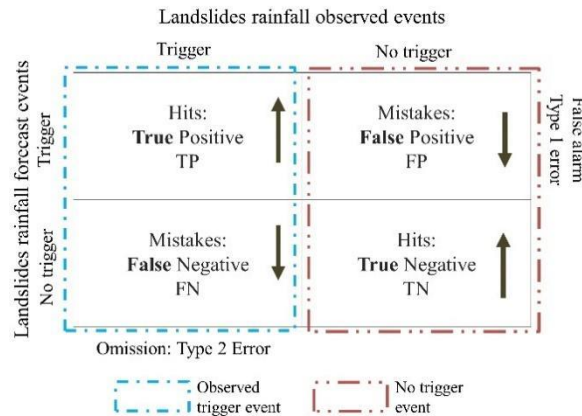 Landslides rainfall observed events
Trigger
No trigger
Landslides rainfall forecast events
Trigger
No trigger
Hits:
True Positive
TP
Mistakes:
False Positive
FP
False alarm
Type 1 error
Mistakes:
False Negative
FN
Hits:
True Negative
TN
Omission: Type 2 Error
Observed
trigger event
No trigger
event